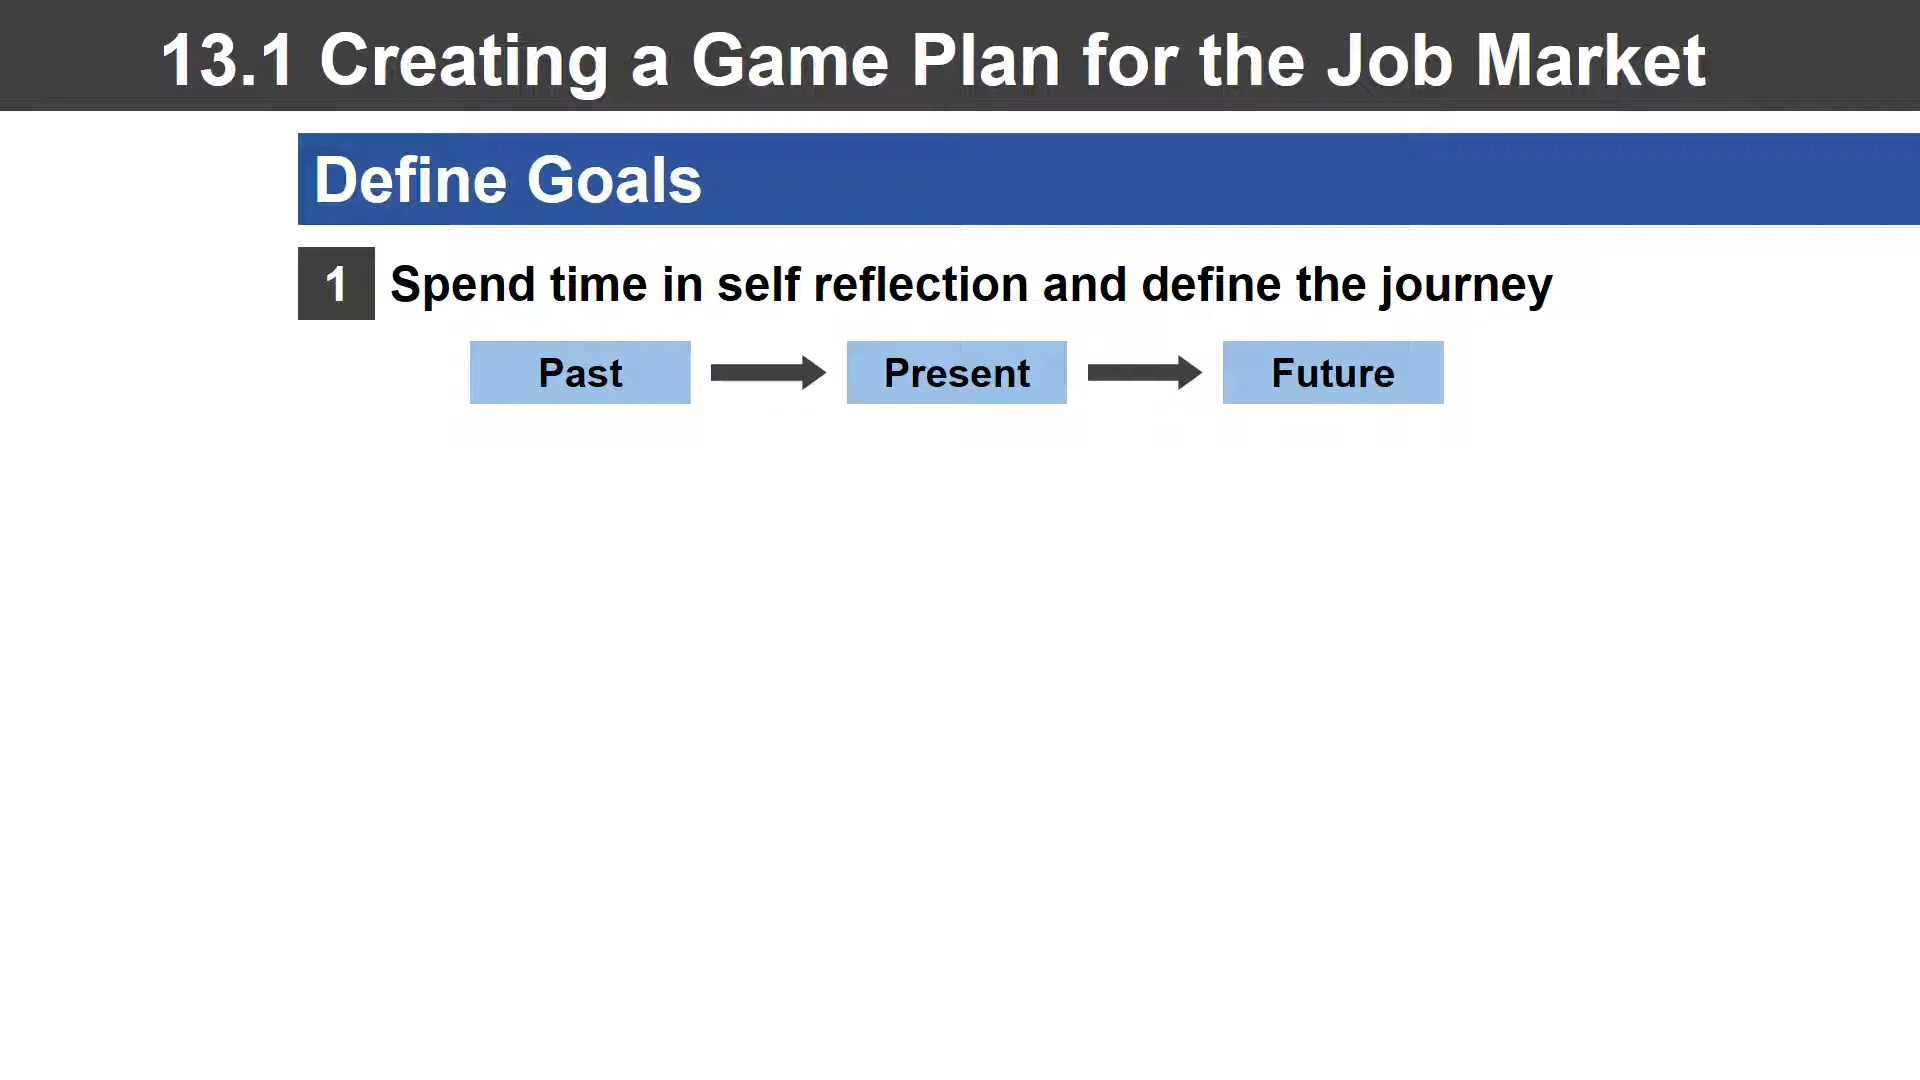 13.1 Creating a Game Plan for the Job Market
Define Goals
1 Spend time in self reflection and define the journey
Past Present Future